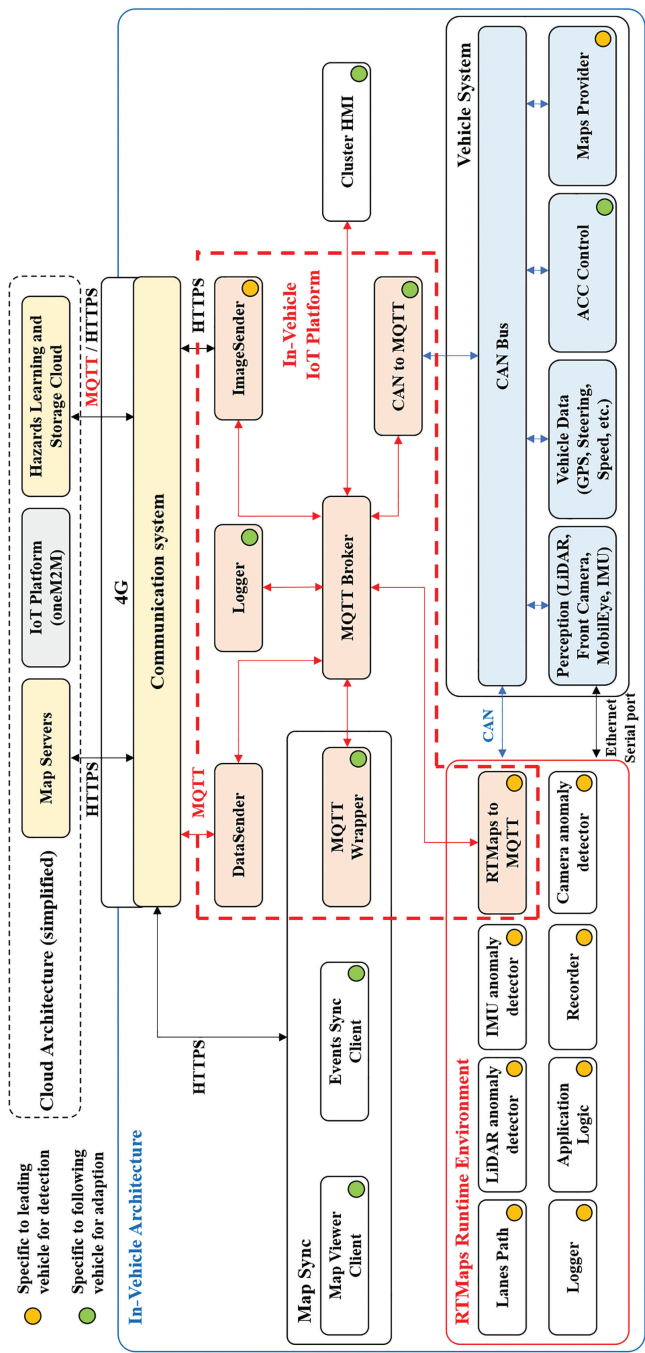 Specific to leading
vehicle for detection
Specific to following
vehicle for adaption
Cloud Architecture (simplified)
Map Servers
IoT Platform
(oneM2M)
Hazards Learning and
Storage Cloud
HTTPS
MQTT / HTTPS
In-Vehicle Architecture
4G
Communication system
HTTPS
MQTT
HTTPS
DataSender
Logger
ImageSender
In-Vehicle
IoT Platform
Map Sync
Map Viewer
Client
Events Sync
Client
MQTT
Wrapper
MQTT Broker
Cluster HMI
CAN to MQTT
RTMaps Runtime Environment
Lanes Path
LiDAR anomaly
detector
IMU anomaly
detector
RTMaps to
MQTT
Logger
Application
Logic
Recorder
Camera anomaly
detector
CAN
Ethernet
Serial port
Vehicle System
CAN Bus
Perception (LiDAR,
Front Camera,
MobilEye, IMU)
Vehicle Data
(GPS, Steering,
Speed, etc.)
ACC Control
Maps Provider